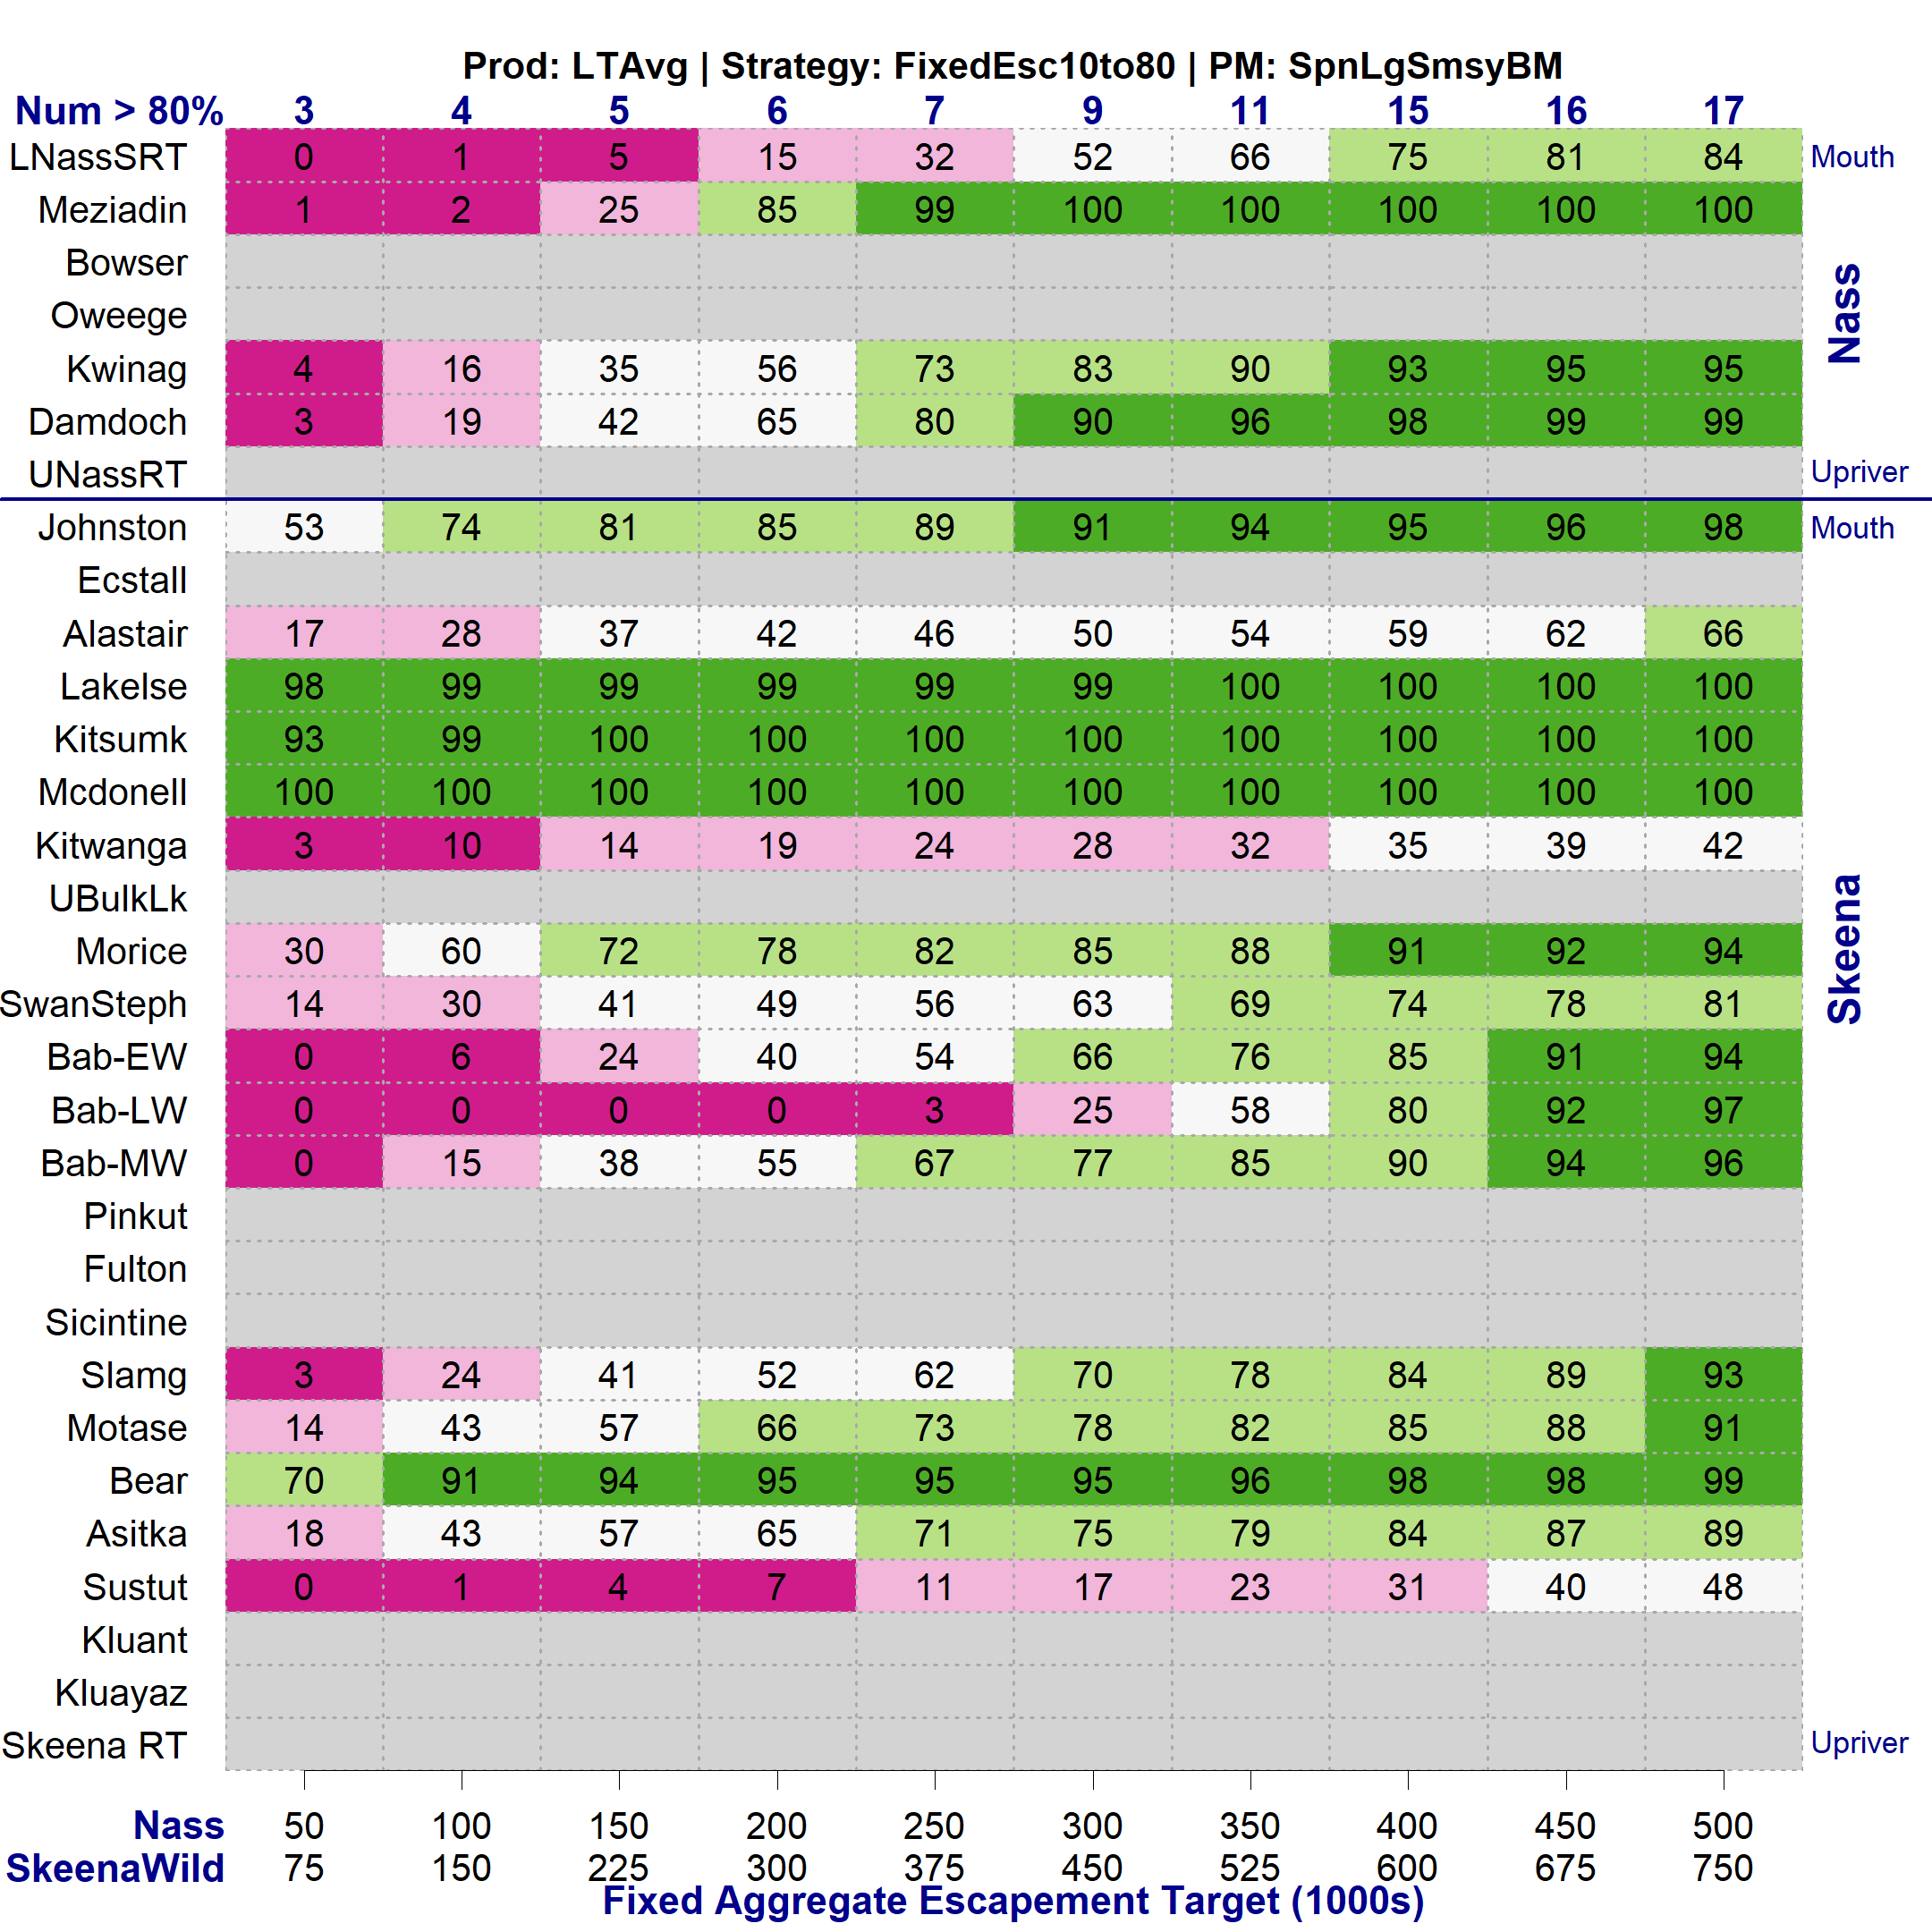 Prod: LTAvg | Strategy: FixedEsc10to80 | PM: SpnLgSmsyBM
Num > 80% 3 4 5 6 7 9 11 15 16 17
LNassSRT 0 1 5 15 32 52 66 75 81 84 Mouth
Meziadin 1 2 25 85 99 100 100 100 100 100
Bowser
Oweege
Nass
Kwinag 4 16 35 56 73 83 90 93 95 95
Damdoch 3 19 42 65 80 90 96 98 99 99
UNassRT Upriver
Johnston 53 74 81 85 89 91 94 95 96 98 Mouth
Ecstall
Alastair 17 28 37 42 46 50 54 59 62 66
Lakelse 98 99 99 99 99 99 100 100 100 100
Kitsumk 93 99 100 100 100 100 100 100 100 100
Mcdonell 100 100 100 100 100 100 100 100 100 100
Kitwanga 3 10 14 19 24 28 32 35 39 42
UBulkLk
Skeena
Morice 30 60 72 78 82 85 88 91 92 94
SwanSteph 14 30 41 49 56 63 69 74 78 81
Bab-EW 0 6 24 40 54 66 76 85 91 94
Bab-LW 0 0 0 0 3 25 58 80 92 97
Bab-MW 0 15 38 55 67 77 85 90 94 96
Pinkut
Fulton
Sicintine
Slamg 3 24 41 52 62 70 78 84 89 93
Motase 14 43 57 66 73 78 82 85 88 91
Bear 70 91 94 95 95 95 96 98 98 99
Asitka 18 43 57 65 71 75 79 84 87 89
Sustut 0 1 4 7 11 17 23 31 40 48
Kluant
Kluayaz
Skeena RT Upriver
Nass 50 100 150 200 250 300 350 400 450 500
SkeenaWild 75 150 225 300 375 450 525 600 675 750
Fixed Aggregate Escapement Target (1000s)